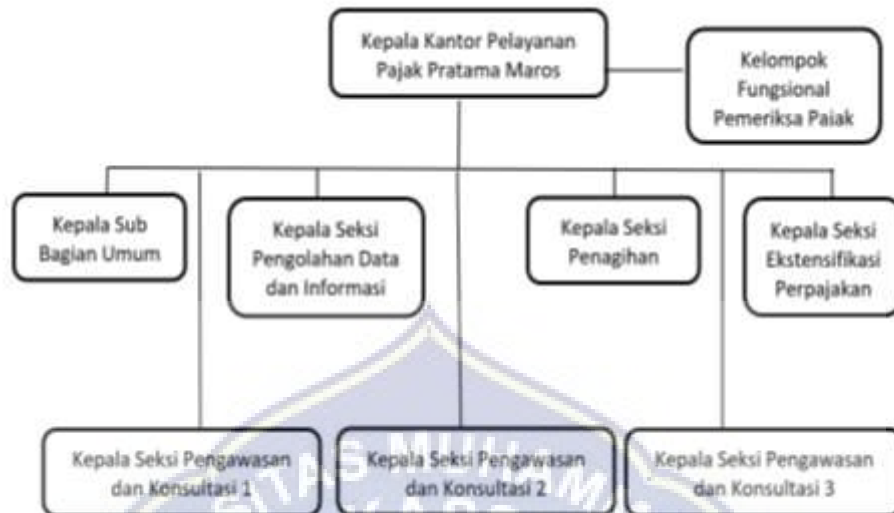 Kepala Kantor Pelayanan
Pajak Pratama Maros
Kelompok
Fungsional
Pemeriksa Pajak
Kepala Sub
Bagian Umum
Kepala Seksi
Pengolahan Data
dan Informasi
Kepala Seksi
Penagihan
Kepala Seksi
Ekstensifikasi
Perpajakan
Kepala Seksi Pengawasan
dan Konsultasi 1
Kepala Seksi Pengawasan
dan Konsultasi 2
Kepala Seksi Pengawasan
dan Konsultasi 3